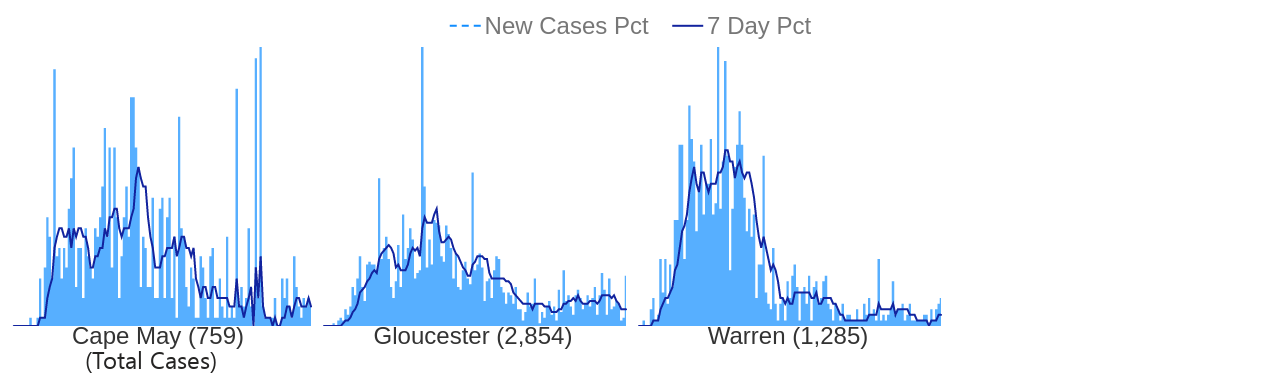 New Cases Pct 7 Day Pct
Cape May (759) Gloucester (2,854) Warren (1,285)
(Total Cases)